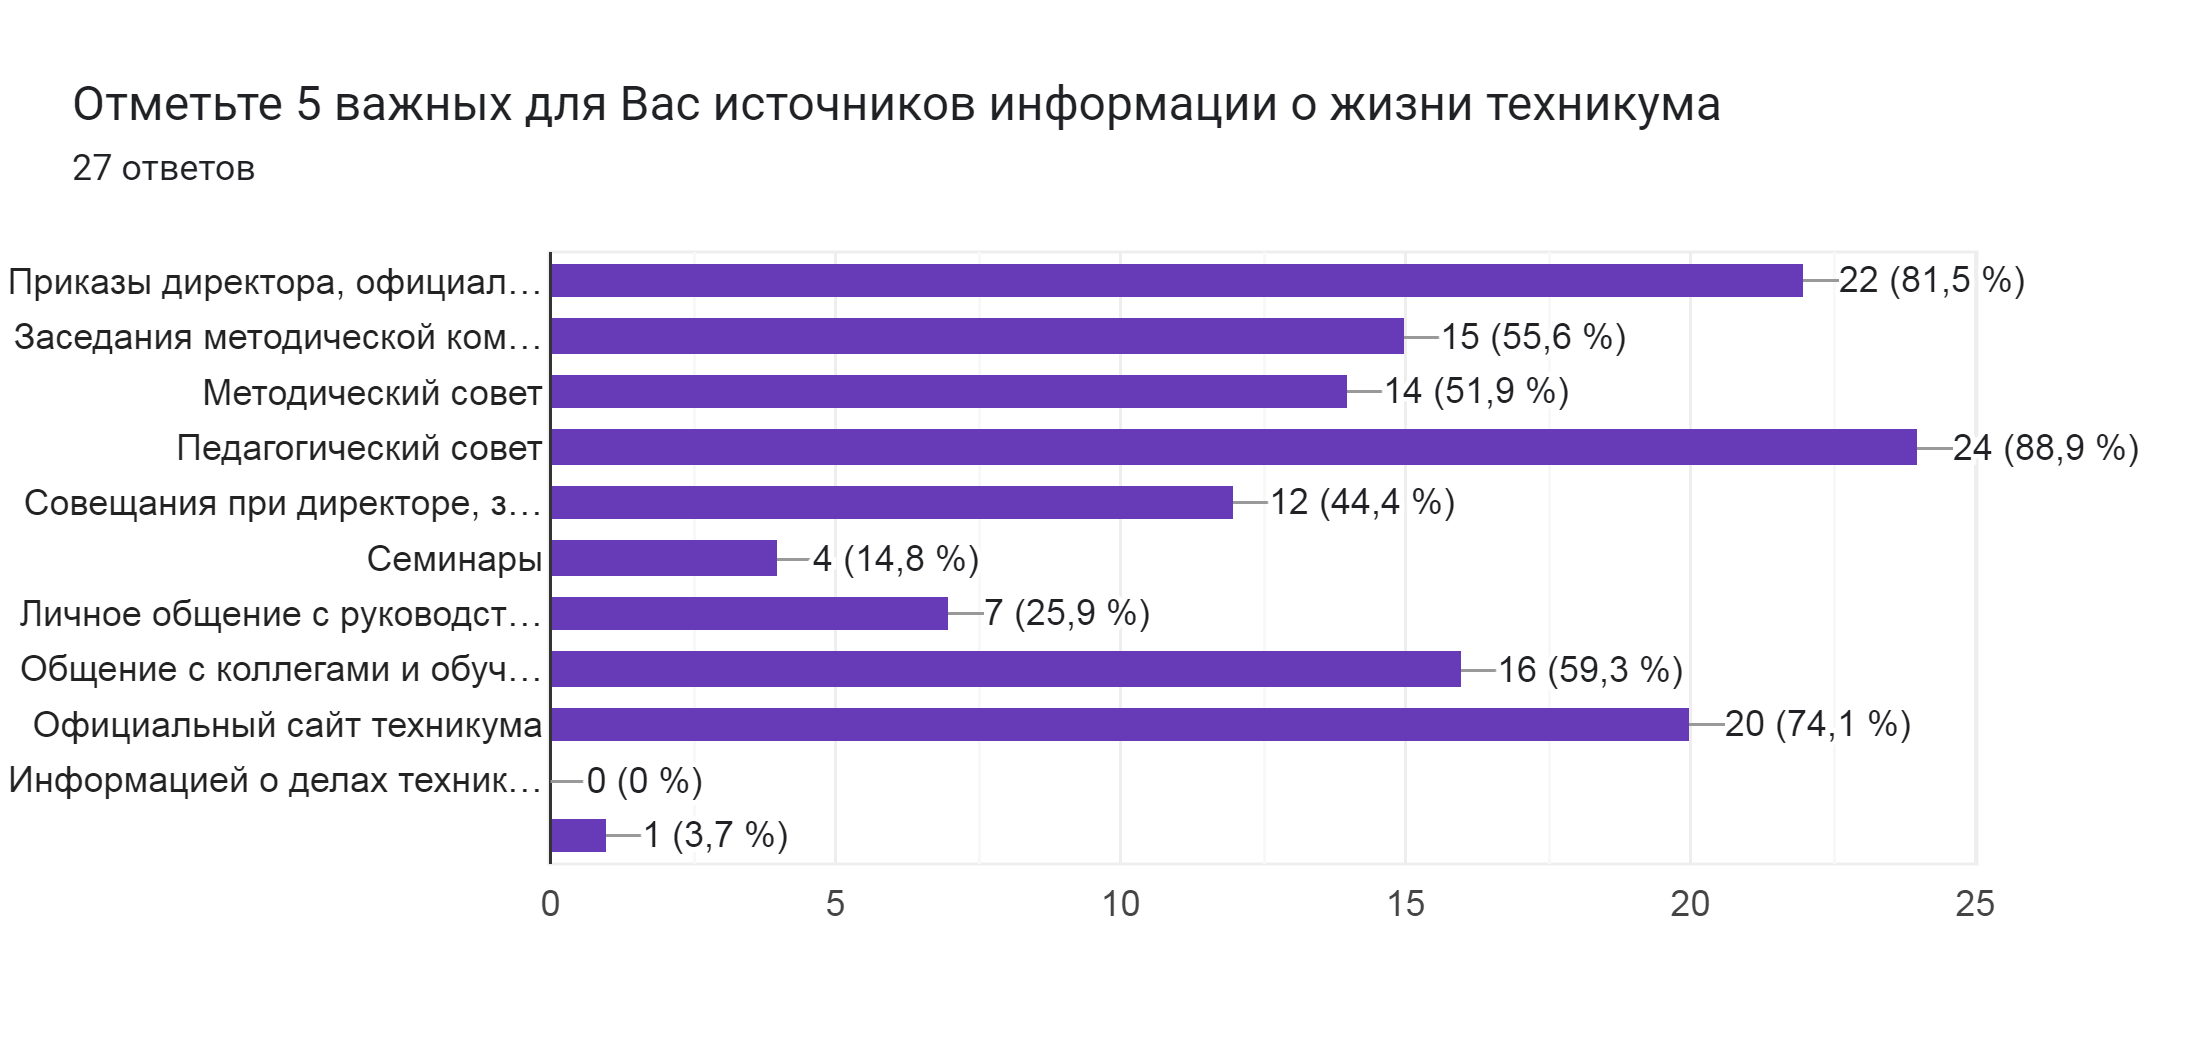 Отметьте 5 важных для Вас источников информации о жизни техникума
27 ответов
Приказы директора, официал… 22 (81,5 %)
Заседания методической ком… 15 (55,6 %)
Методический совет 14 (51,9 %)
Педагогический совет 24 (88,9 %)
Совещания при директоре, з… 12 (44,4 %)
Семинары 4 (14,8 %)
Личное общение с руководст… 7 (25,9 %)
Общение с коллегами и обуч… 16 (59,3 %)
Официальный сайт техникума 20 (74,1 %)
Информацией о делах техник… 0 (0 %)
1 (3,7 %)
0 5 10 15 20 25